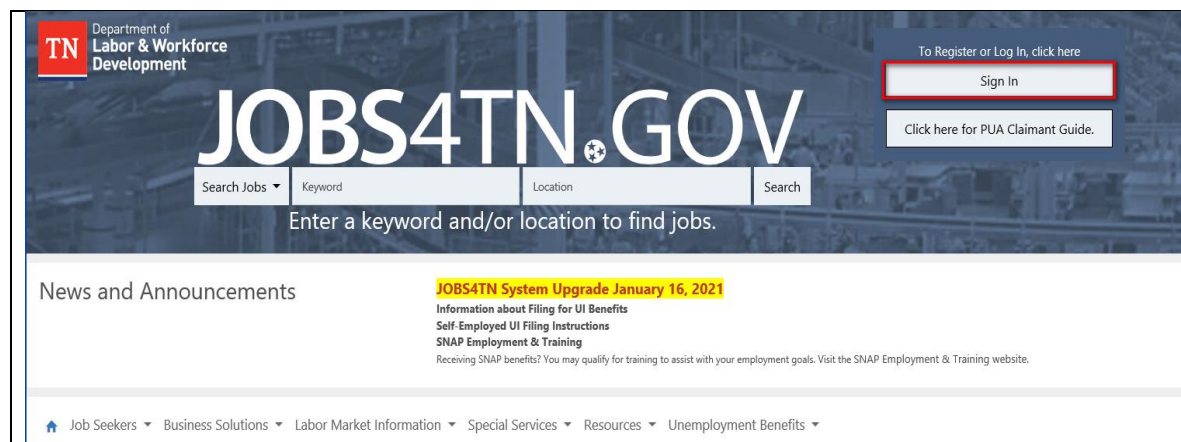 TN
Department of
Labor & Workforce
Development
To Register or Log In, click here
Sign In
Click here for PUA Claimant Guide.
JOBS4TN.GOV
Search Jobs
Keyword
Location
Search
Enter a keyword and/or location to find jobs.
News and Announcements
JOBS4TN System Upgrade January 16, 2021
Information about Filing for UI Benefits
Self-Employed UI Filing Instructions
SNAP Employment & Training
Receiving SNAP benefits? You may qualify for training to assist with your employment goals. Visit the SNAP Employment & Training website.
Job Seekers Business Solutions Labor Market Information Special Services Resources Unemployment Benefits